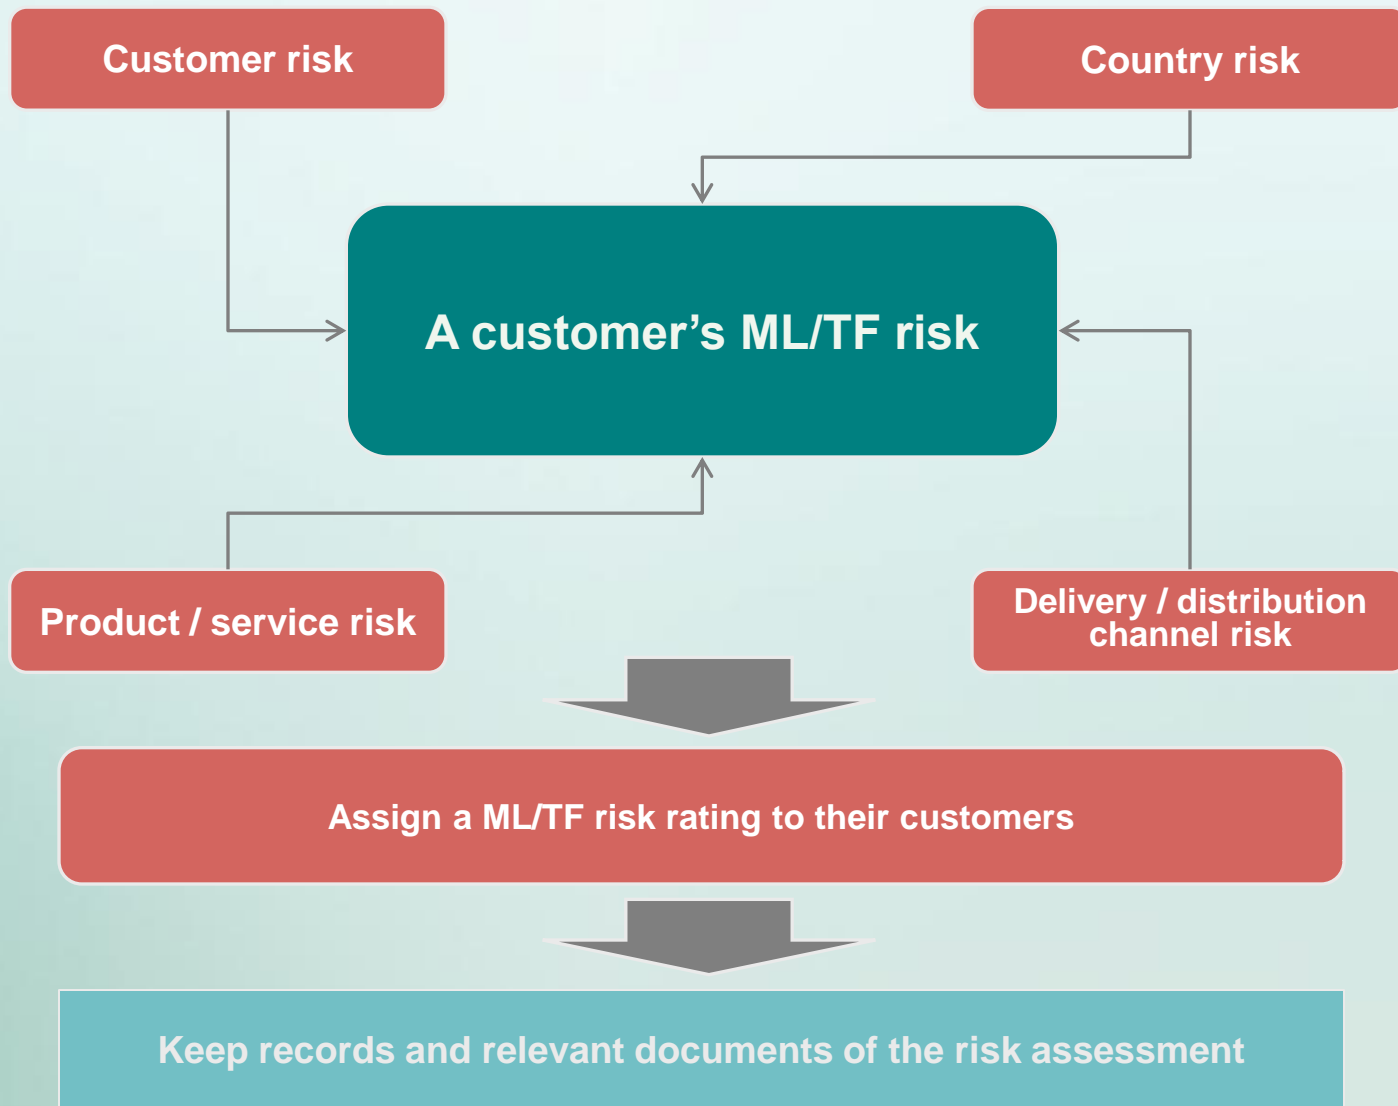 Customer risk
Country risk
A customer’s ML/TF risk
Product / service risk
Delivery / distribution
channel risk
Assign a ML/TF risk rating to their customers
Keep records and relevant documents of the risk assessment